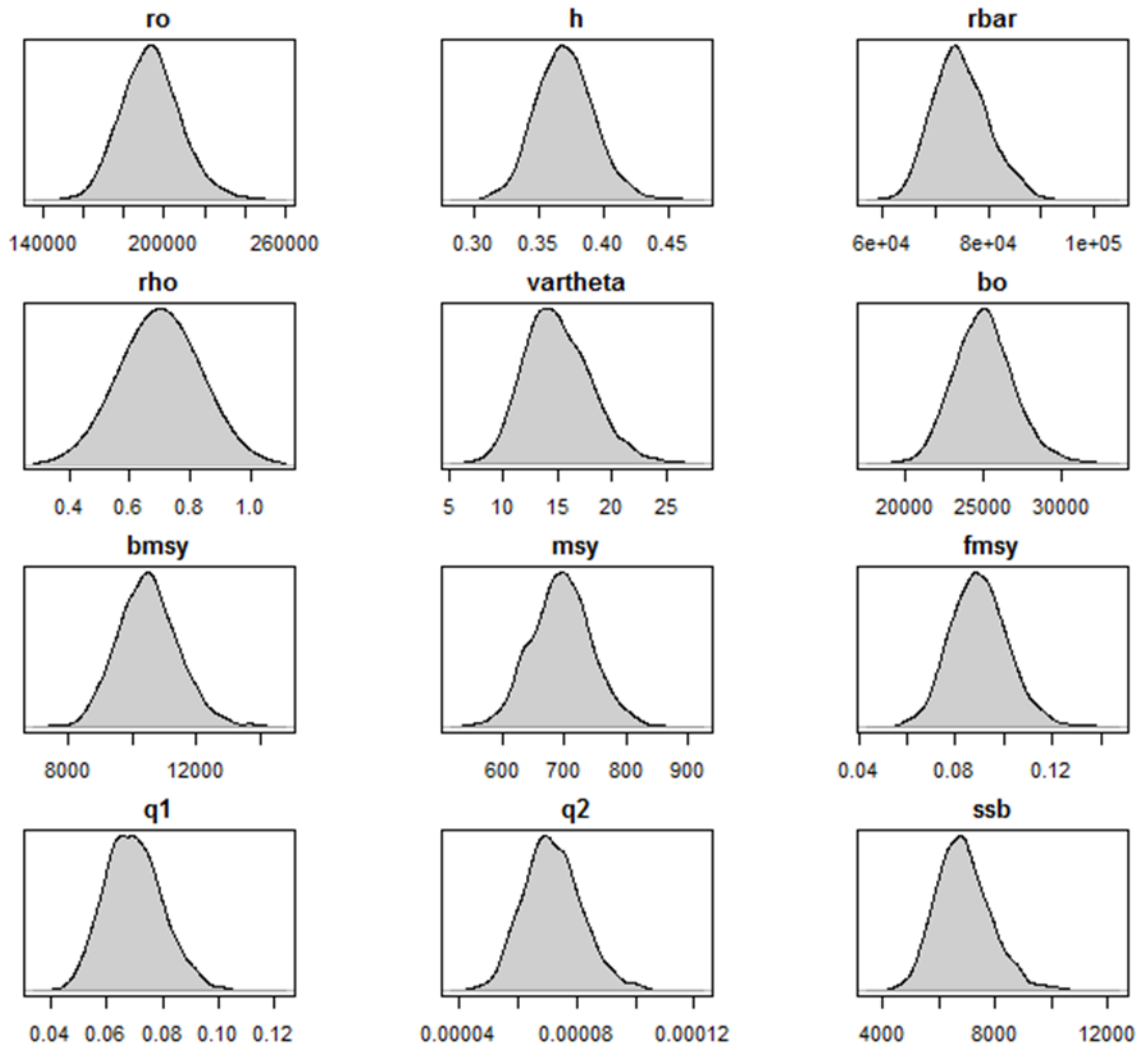 ro h rbar
140000 200000 260000 0.30 0.35 0.40 0.45 6e+04 8e+04 1e+05
rho vartheta bo
0.4 0.6 0.8 1.0 5 10 15 20 25 20000 25000 30000
bmsy msy fmsy
8000 12000 600 700 800 900 0.04 0.08 0.12
q1 q2 ssb
0.04 0.06 0.08 0.10 0.12 0.00004 0.00008 0.00012 4000 8000 12000